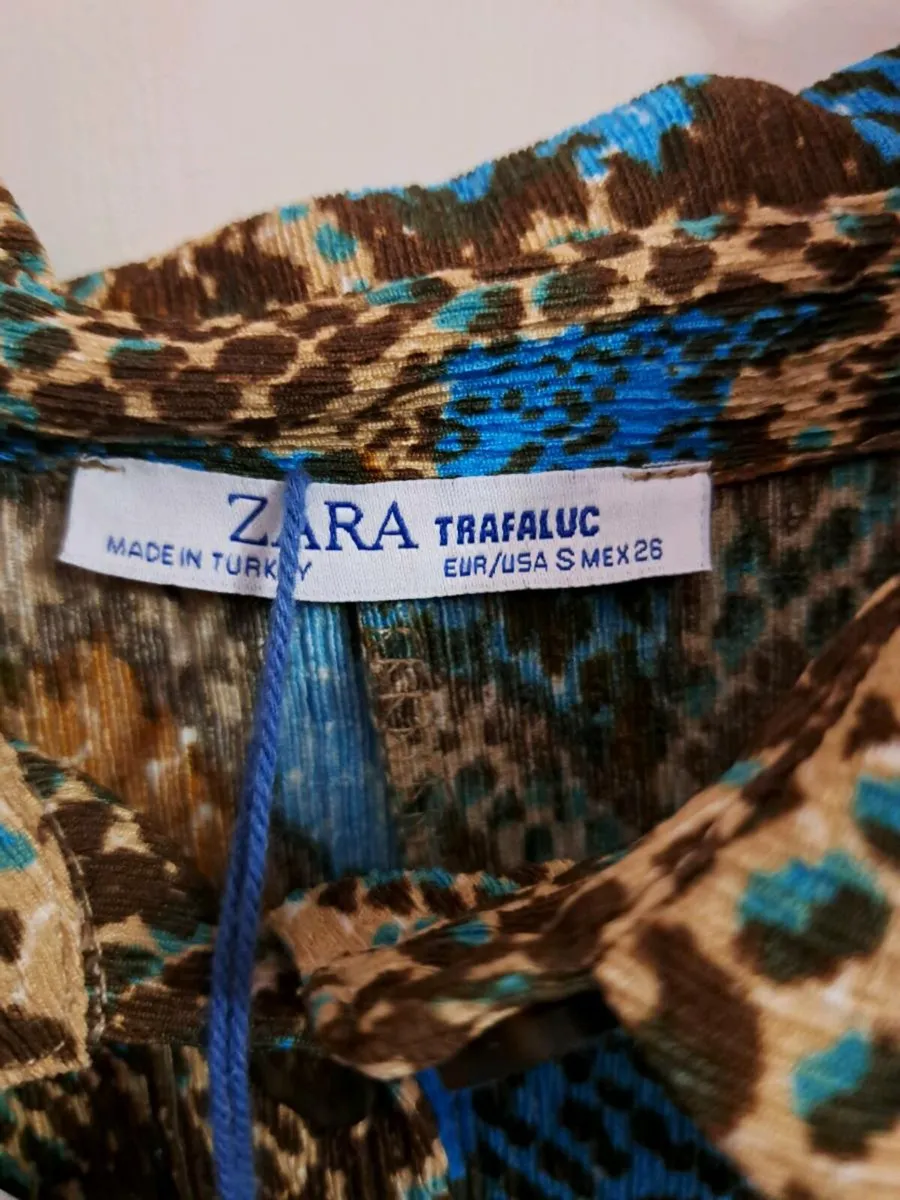 ZARA TRAFALUC
MADE IN TURKEY EUR/USA S MEX 26